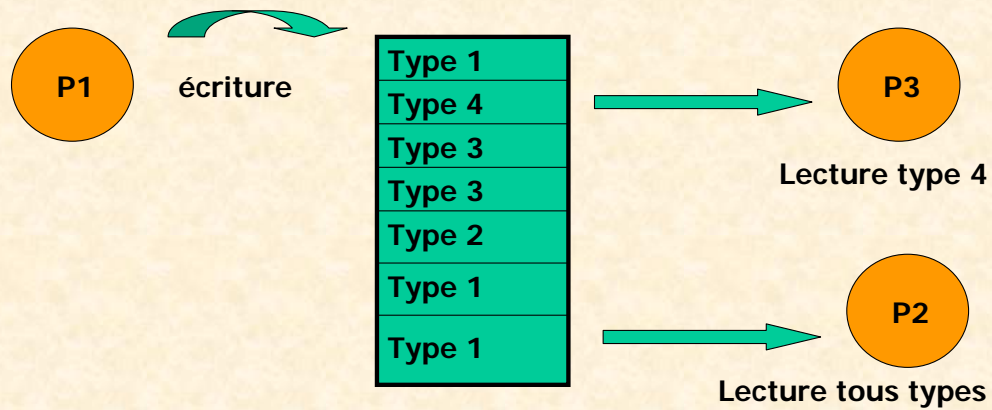 P1
écriture
Type 1
Type 4
Type 3
Type 3
Type 2
Type 1
Type 1
P3
Lecture type 4
P2
Lecture tous types